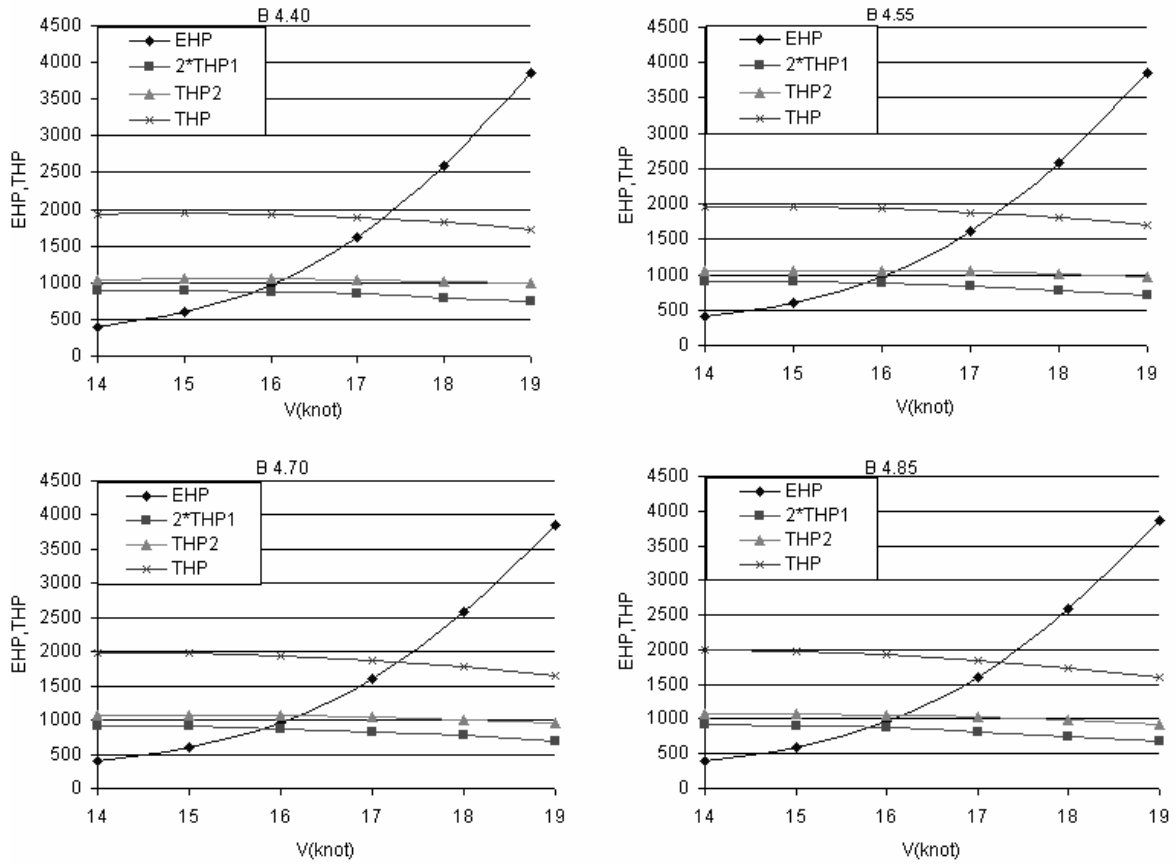 B 4.40
4500
4000
3500
3000
2500
2000
1500
1000
500
0
EHP
2*THP1
THP2
THP
EHP,THP
14 15 16 17 18 19
V(knot)
B 4.55
4500
4000
3500
3000
2500
2000
1500
1000
500
0
EHP
2*THP1
THP2
THP
EHP,THP
14 15 16 17 18 19
V(knot)
B 4.70
4500
4000
3500
3000
2500
2000
1500
1000
500
0
EHP
2*THP1
THP2
THP
EHP,THP
14 15 16 17 18 19
V(knot)
B 4.85
4500
4000
3500
3000
2500
2000
1500
1000
500
0
EHP
2*THP1
THP2
THP
EHP,THP
14 15 16 17 18 19
V(knot)